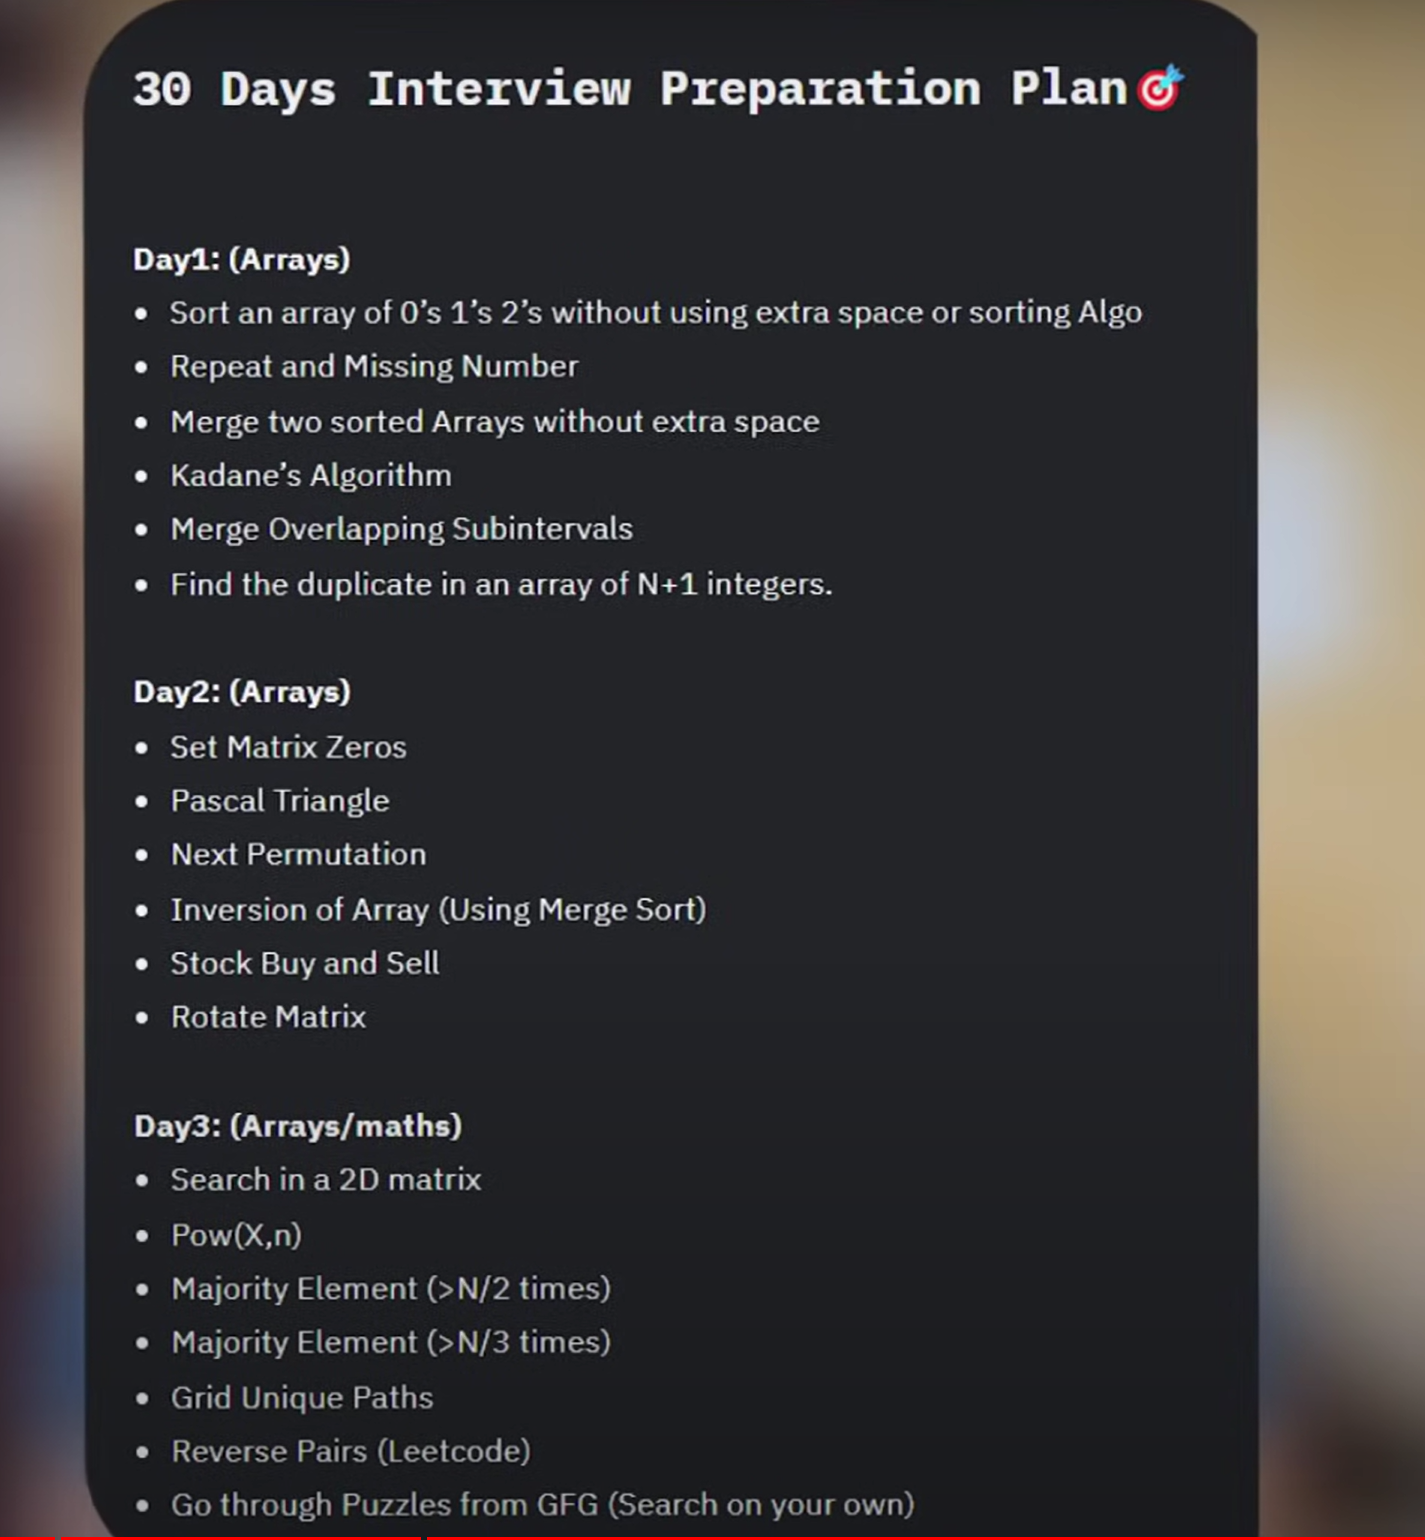 30 Days Interview Preparation Plan🎯
Day1: (Arrays)
• Sort an array of 0’s 1’s 2’s without using extra space or sorting Algo
• Repeat and Missing Number
• Merge two sorted Arrays without extra space
• Kadane’s Algorithm
• Merge Overlapping Subintervals
• Find the duplicate in an array of N+1 integers.
Day2: (Arrays)
• Set Matrix Zeros
• Pascal Triangle
• Next Permutation
• Inversion of Array (Using Merge Sort)
• Stock Buy and Sell
• Rotate Matrix
Day3: (Arrays/maths)
• Search in a 2D matrix
• Pow(X,n)
• Majority Element (>N/2 times)
• Majority Element (>N/3 times)
• Grid Unique Paths
• Reverse Pairs (Leetcode)
• Go through Puzzles from GFG (Search on your own)